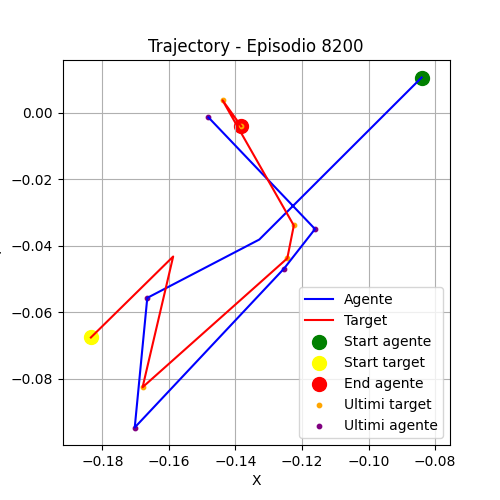 Trajectory - Episodio 8200
0.00
−0.02
−0.04
−0.06
−0.08
−0.18
−0.16
−0.14
−0.12
−0.10
−0.08
X
Agente
Target
Start agente
Start target
End agente
Ultimi target
Ultimi agente